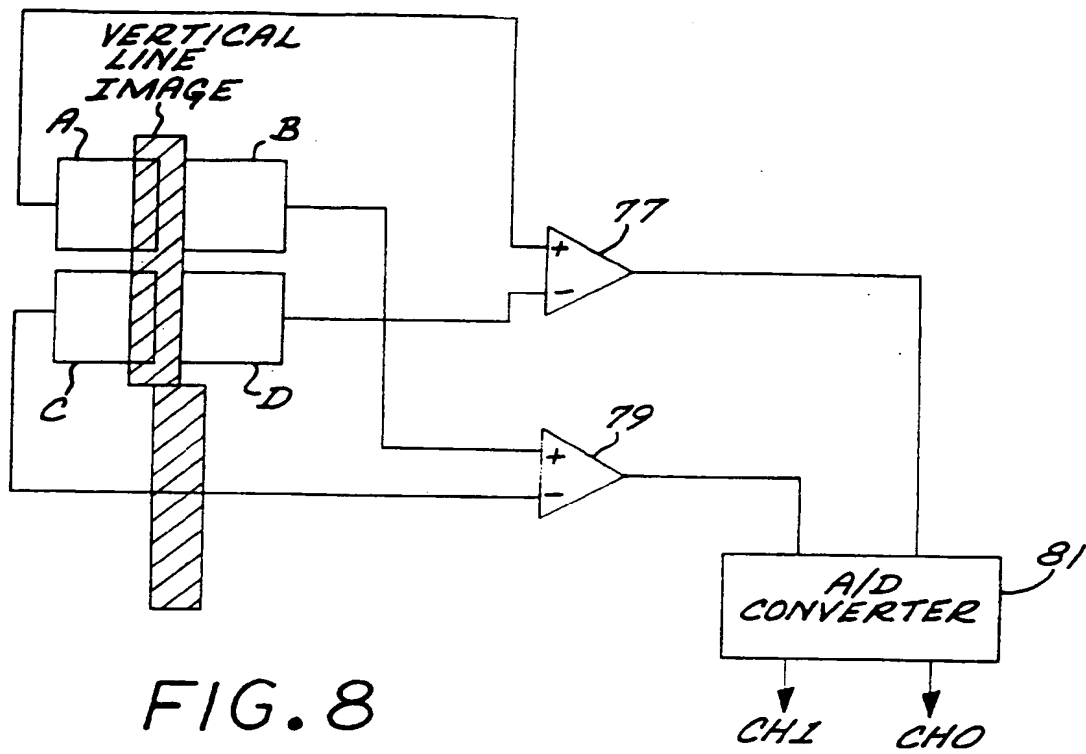 VERTICAL
LINE
IMAGE
A
B
C
D
77
+
-
79
+
-
81
A/D
CONVERTER
CH1
CH0
FIG. 8